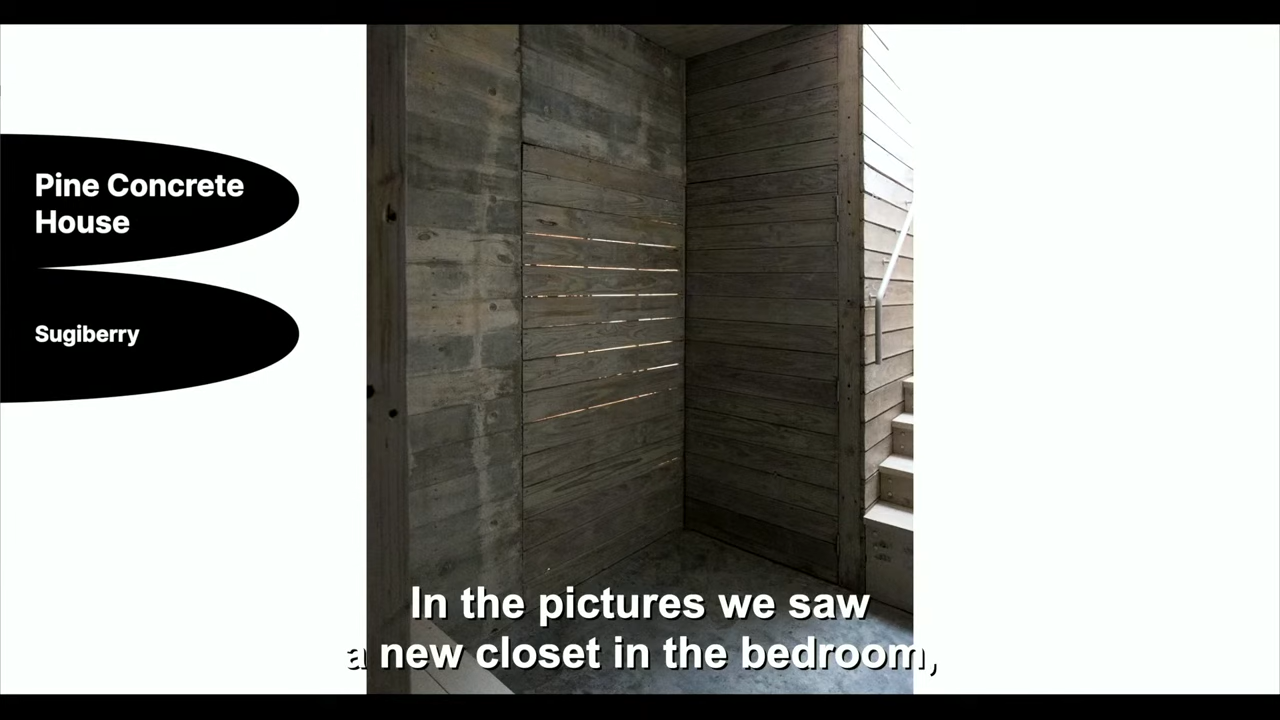 Pine Concrete
House
Sugiberry
In the pictures we saw
a new closet in the bedroom,